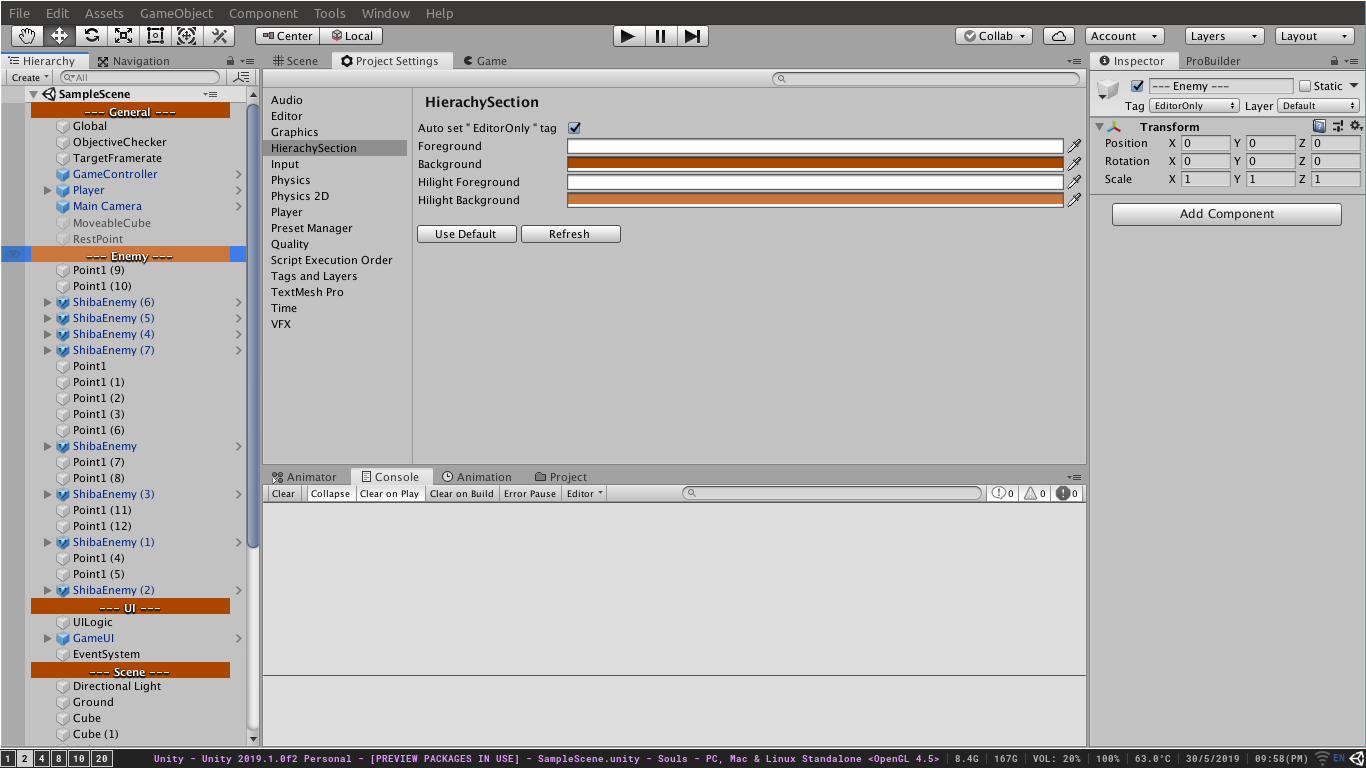 File Edit Assets GameObject Component Tools Window Help
Center Local Collab Account Layers Layout
Hierarchy Navigation
Create All
SampleScene
--- General ---
Global
ObjectiveChecker
TargetFramerate
GameController
Player
Main Camera
MoveableCube
RestPoint
--- Enemy ---
Point1 (9)
Point1 (10)
ShibaEnemy (6)
ShibaEnemy (5)
ShibaEnemy (4)
ShibaEnemy (7)
Point1
Point1 (1)
Point1 (2)
Point1 (3)
Point1 (6)
ShibaEnemy
Point1 (7)
Point1 (8)
ShibaEnemy (3)
Point1 (11)
Point1 (12)
ShibaEnemy (1)
Point1 (4)
Point1 (5)
ShibaEnemy (2)
--- UI ---
UILogic
GameUI
EventSystem
--- Scene ---
Directional Light
Ground
Cube
Cube (1)
Scene Project Settings Game
Audio
Editor
Graphics
HierachySection
Input
Physics
Physics 2D
Player
Preset Manager
Quality
Script Execution Order
Tags and Layers
TextMesh Pro
Time
VFX
HierachySection
Auto set " EditorOnly " tag
Foreground
Background
Hilight Foreground
Hilight Background
Use Default Refresh
Animator Console Animation Project
Clear Collapse Clear on Play Clear on Build Error Pause Editor 0 0 0
Inspector ProBuilder
--- Enemy --- Static
Tag EditorOnly Layer Default
Transform
Position X 0 Y 0 Z 0
Rotation X 0 Y 0 Z 0
Scale X 1 Y 1 Z 1
Add Component
1 2 4 8 10 20 Unity - Unity 2019.1.0f2 Personal - [PREVIEW PACKAGES IN USE] - SampleScene.unity - Souls - PC, Mac & Linux Standalone <OpenGL 4.5> 8.4G 167G VOL: 20% 100% 63.0°C 30/5/2019 09:58(PM) EN